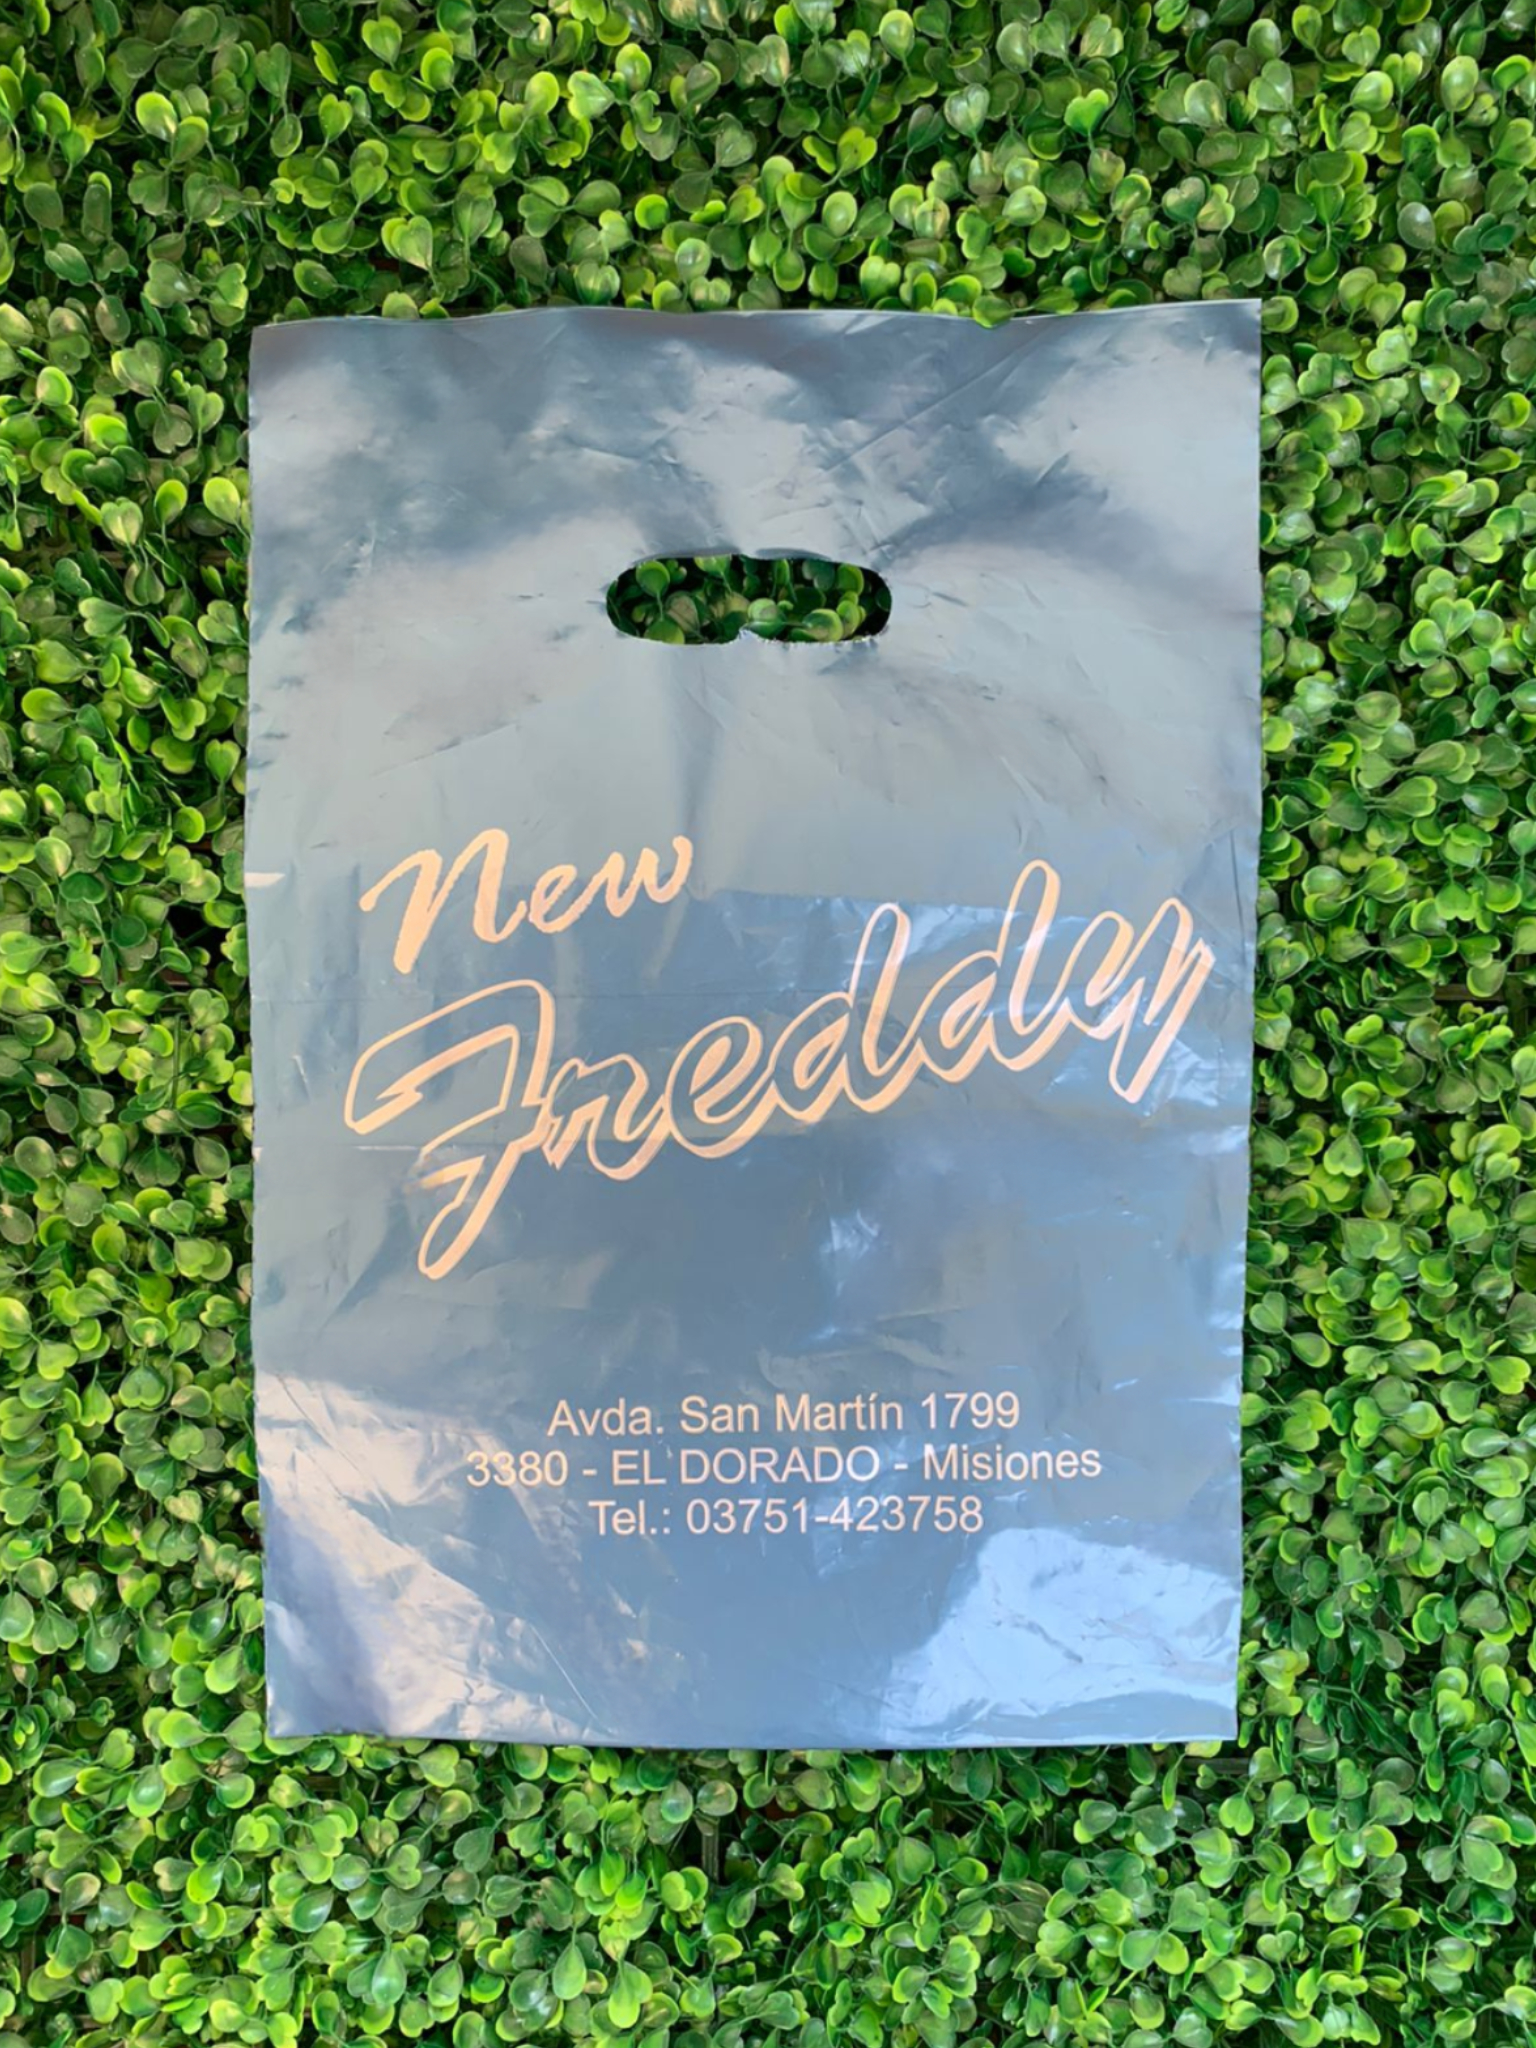 New
Freddy
Avda. San Martín 1799
3380 - EL DORADO - Misiones
Tel.: 03751-423758